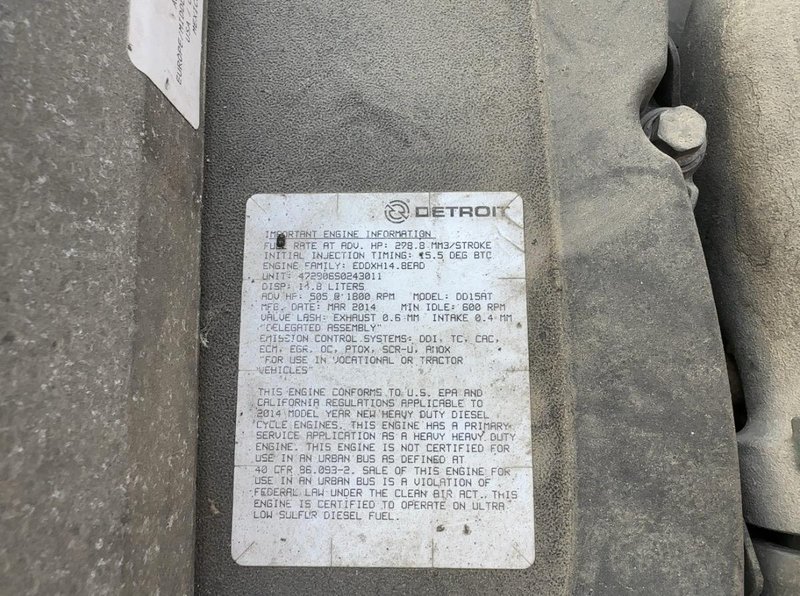 EUROPE/MIDDLE
USA
MEXICO
DETROIT
IMPORTANT ENGINE INFORMATION
FUEL RATE AT ADV. HP: 278.8 MM3/STROKE
INITIAL INJECTION TIMING: 15.5 DEG BTC
ENGINE FAMILY: EDDXH14.8EAD
UNIT: 472906S0243011
DISP: 14.8 LITERS
ADV HP: 505 @ 1800 RPM MODEL: DD15AT
MFG. DATE: MAR 2014 MIN IDLE: 600 RPM
VALVE LASH: EXHAUST 0.6 MM INTAKE 0.4 MM
"DELEGATED ASSEMBLY"
EMISSION CONTROL SYSTEMS: DDI, TC, CAC,
ECM, EGR, OC, PTOX, SCR-U, AMOX
"FOR USE IN VOCATIONAL OR TRACTOR
VEHICLES"
THIS ENGINE CONFORMS TO U.S. EPA AND
CALIFORNIA REGULATIONS APPLICABLE TO
2014 MODEL YEAR NEW HEAVY DUTY DIESEL
CYCLE ENGINES. THIS ENGINE HAS A PRIMARY
SERVICE APPLICATION AS A HEAVY HEAVY DUTY
ENGINE. THIS ENGINE IS NOT CERTIFIED FOR
USE IN AN URBAN BUS AS DEFINED AT
40 CFR 86.093-2. SALE OF THIS ENGINE FOR
USE IN AN URBAN BUS IS A VIOLATION OF
FEDERAL LAW UNDER THE CLEAN AIR ACT. THIS
ENGINE IS CERTIFIED TO OPERATE ON ULTRA
LOW SULFUR DIESEL FUEL.